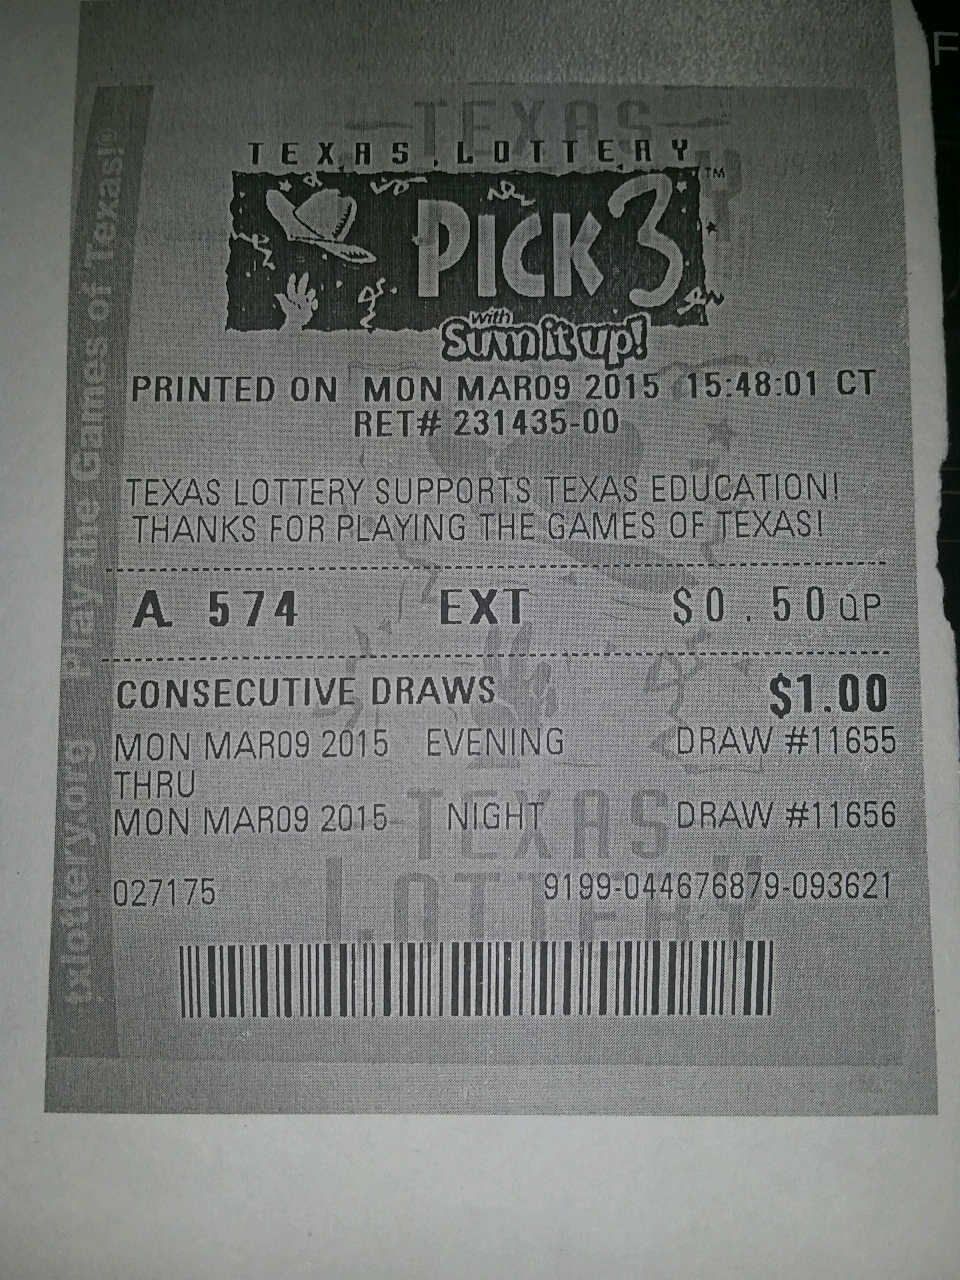 TEXAS LOTTERY
PICK 3™
with
Sum it up!
PRINTED ON MON MAR09 2015 15:48:01 CT
RET# 231435-00
TEXAS LOTTERY SUPPORTS TEXAS EDUCATION!
THANKS FOR PLAYING THE GAMES OF TEXAS!
A 574 EXT $0.50 QP
CONSECUTIVE DRAWS $1.00
MON MAR09 2015 EVENING DRAW #11655
THRU
MON MAR09 2015 NIGHT DRAW #11656
027175 9199-044676879-093621
txlottery.org Play the Games of Texas!®
TEXAS
TEXAS
LOTTERY
F